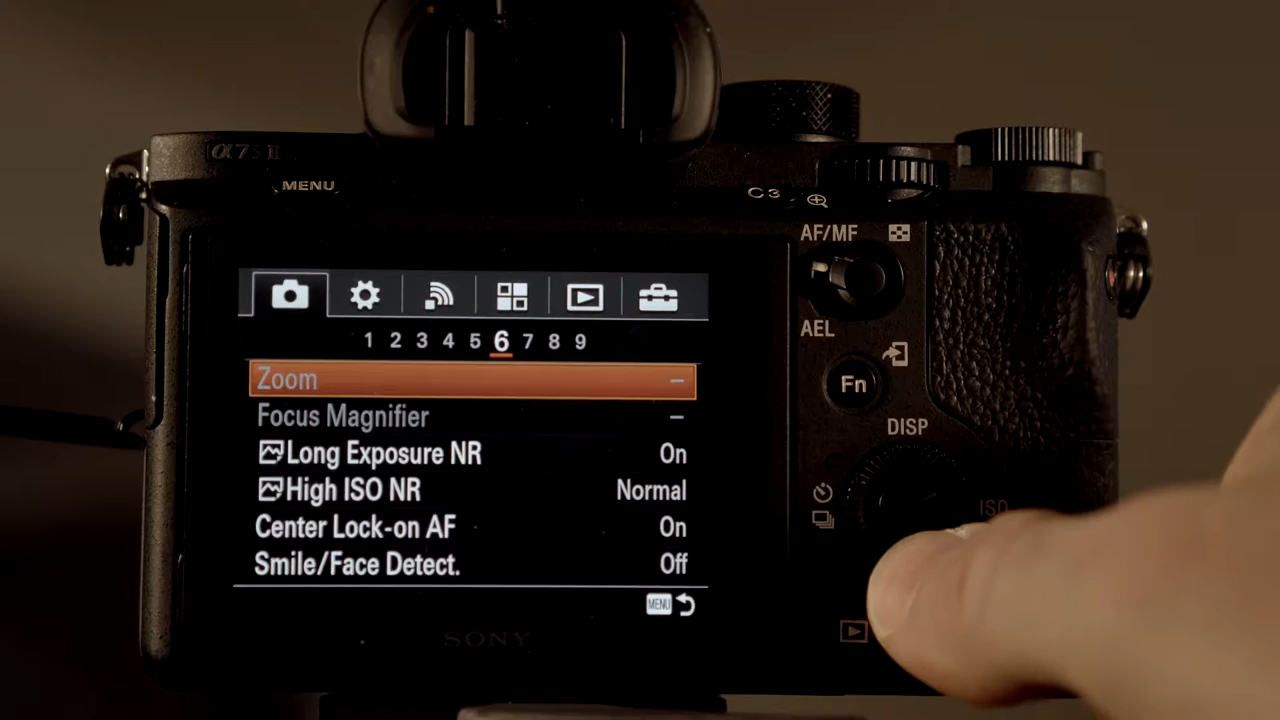 α7S II
MENU
C3
AF/MF
AEL
Fn
DISP
ISO
1 2 3 4 5 6 7 8 9
Zoom –
Focus Magnifier –
Long Exposure NR On
High ISO NR Normal
Center Lock-on AF On
Smile/Face Detect. Off
MENU
SONY